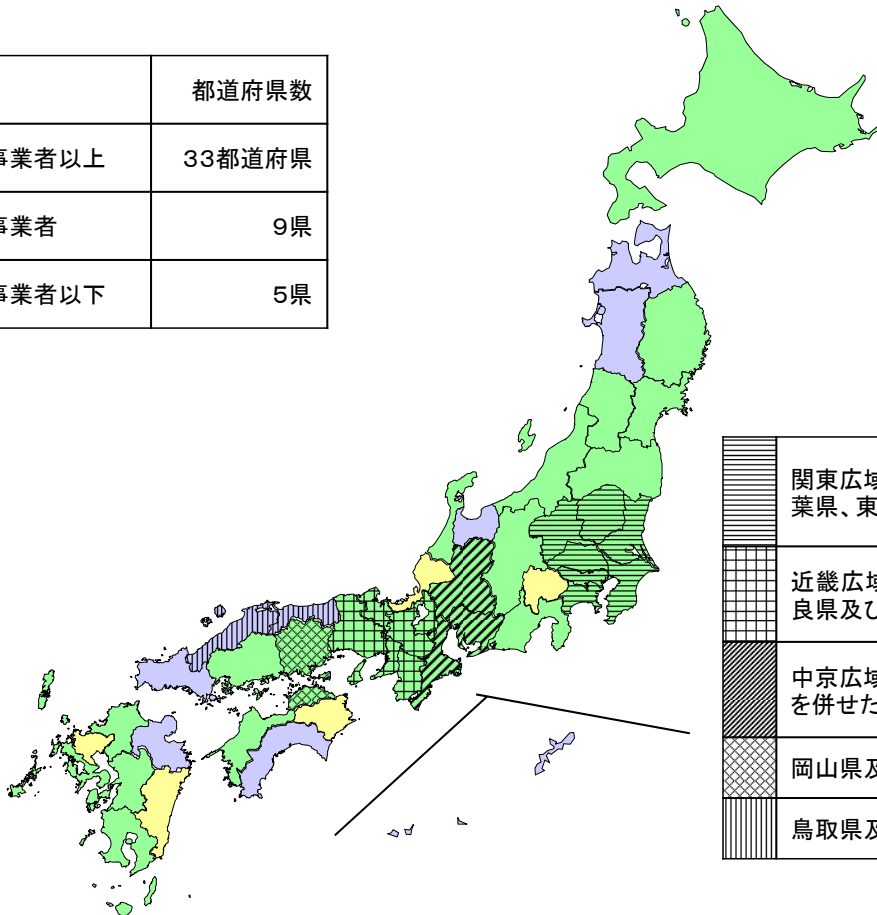 都道府県数
事業者以上
33都道府県
事業者
9県
事業者以下
5県
関東広域
葉県、東
近畿広域
良県及び
中京広域
を併せた
岡山県及
鳥取県及